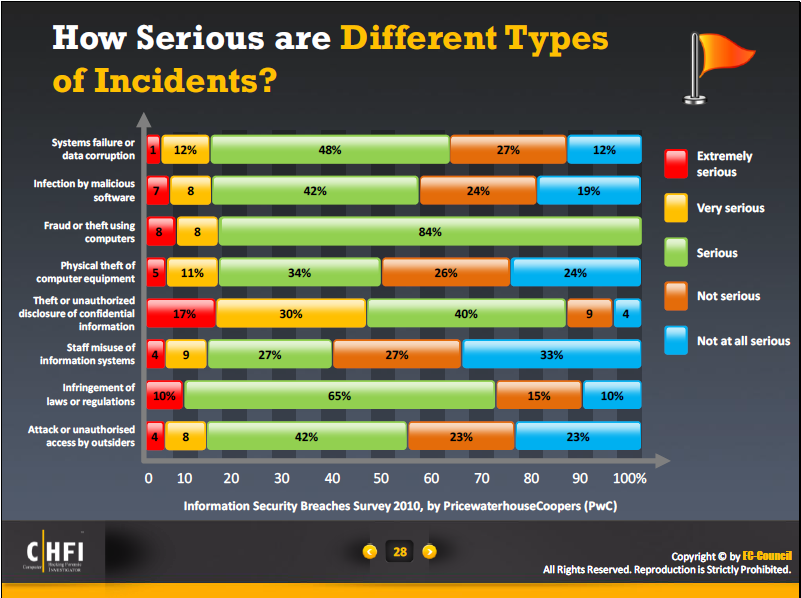 How Serious are Different Types
of Incidents?
Systems failure or
data corruption
1 12% 48% 27% 12%
Infection by malicious
software
7 8 42% 24% 19%
Fraud or theft using
computers
8 8 84%
Physical theft of
computer equipment
5 11% 34% 26% 24%
Theft or unauthorized
disclosure of confidential
information
17% 30% 40% 9 4
Staff misuse of
information systems
4 9 27% 27% 33%
Infringement of
laws or regulations
10% 65% 15% 10%
Attack or unauthorised
access by outsiders
4 8 42% 23% 23%
0 10 20 30 40 50 60 70 80 90 100%
Extremely
serious
Very serious
Serious
Not serious
Not at all serious
Information Security Breaches Survey 2010, by PricewaterhouseCoopers (PwC)
CHFI
Computer Hacking Forensic
INVESTIGATOR
28
Copyright © by EC-Council
All Rights Reserved. Reproduction is Strictly Prohibited.